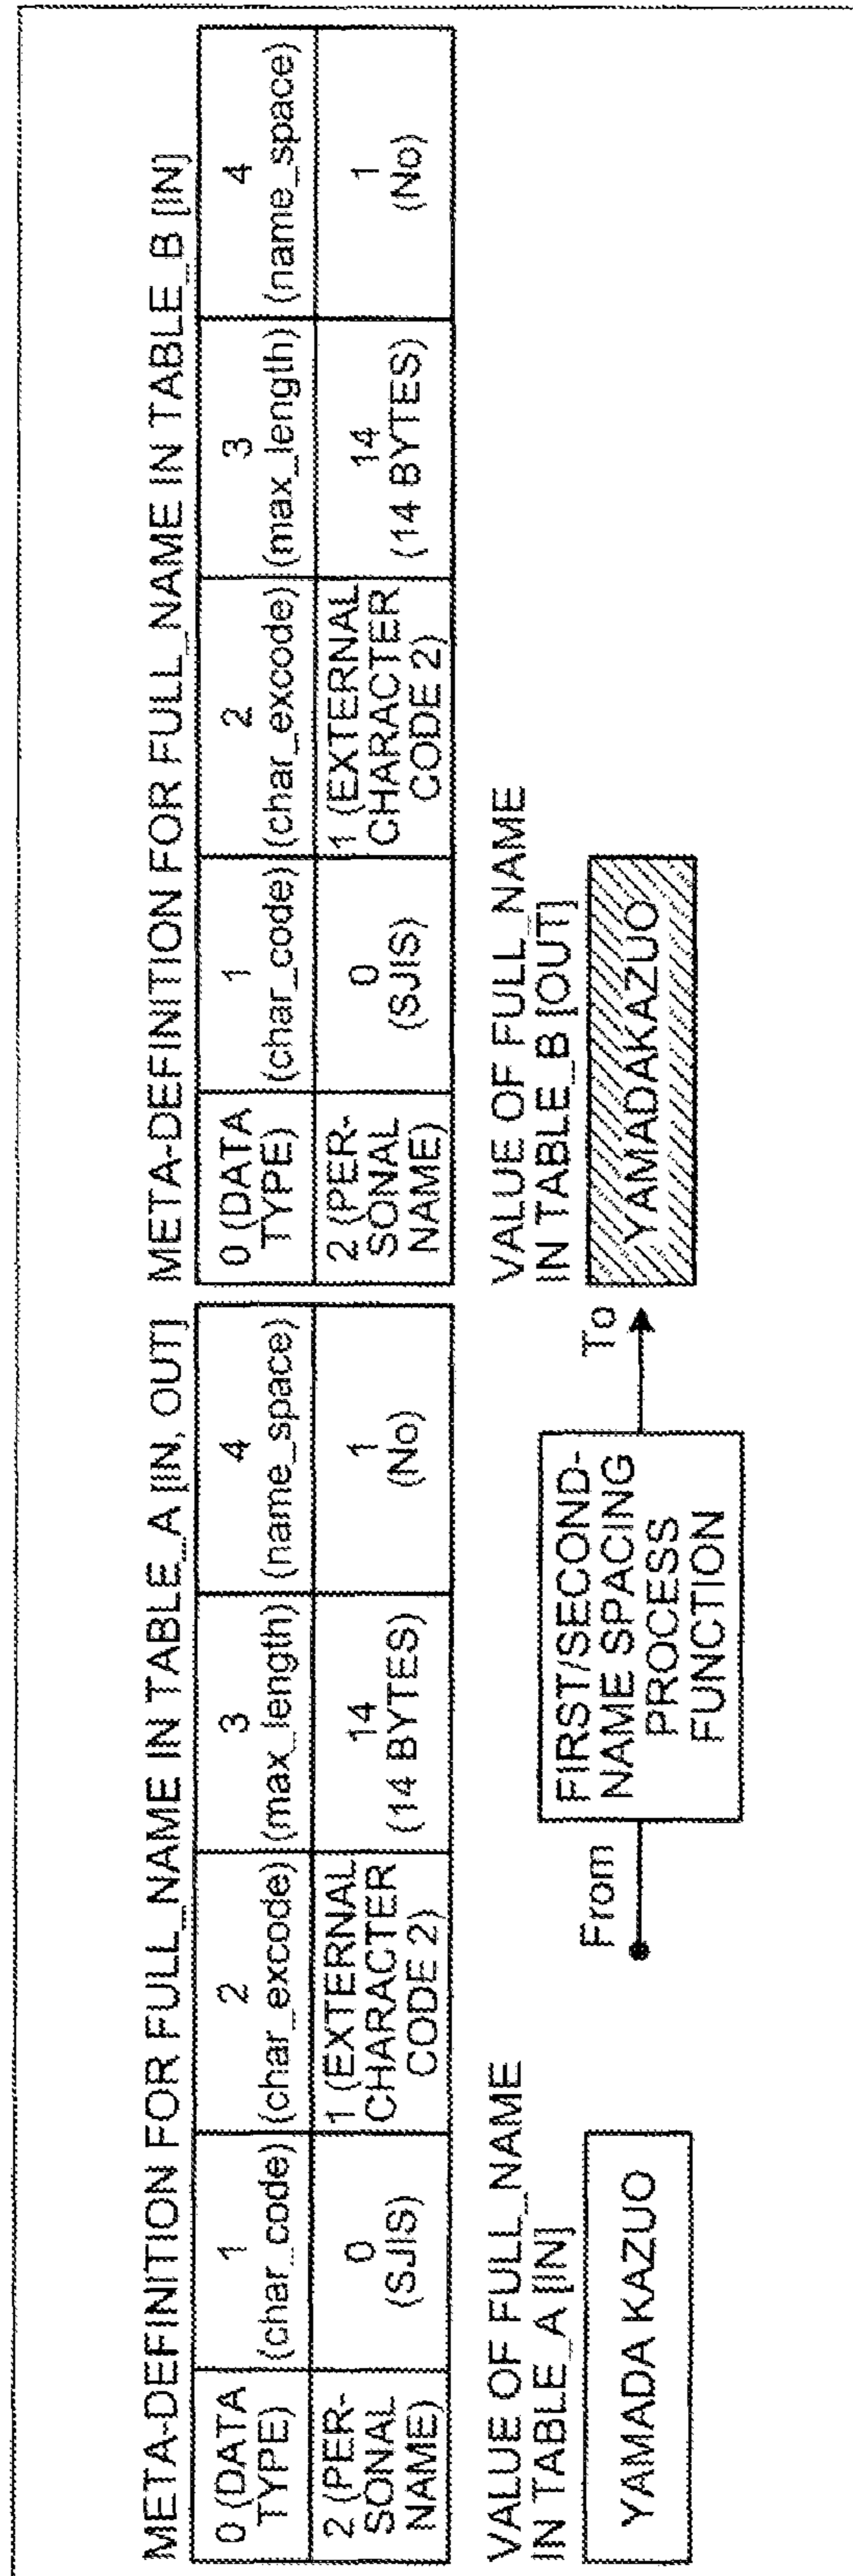 META-DEFINITION FOR FULL_NAME IN TABLE_A [IN, OUT]
0 (DATA TYPE)
1 (char_code)
2 (char_excode)
3 (max_length)
4 (name_space)
2 (PER-
SONAL
NAME)
0
(SJIS)
1 (EXTERNAL
CHARACTER
CODE 2)
14
(14 BYTES)
1
(No)
META-DEFINITION FOR FULL_NAME IN TABLE_B [IN]
0 (DATA TYPE)
1 (char_code)
2 (char_excode)
3 (max_length)
4 (name_space)
2 (PER-
SONAL
NAME)
0
(SJIS)
1 (EXTERNAL
CHARACTER
CODE 2)
14
(14 BYTES)
1
(No)
VALUE OF FULL_NAME
IN TABLE_A [IN]
YAMADA KAZUO
From
FIRST/SECOND-
NAME SPACING
PROCESS
FUNCTION
To
VALUE OF FULL_NAME
IN TABLE_B [OUT]
YAMADAKAZUO